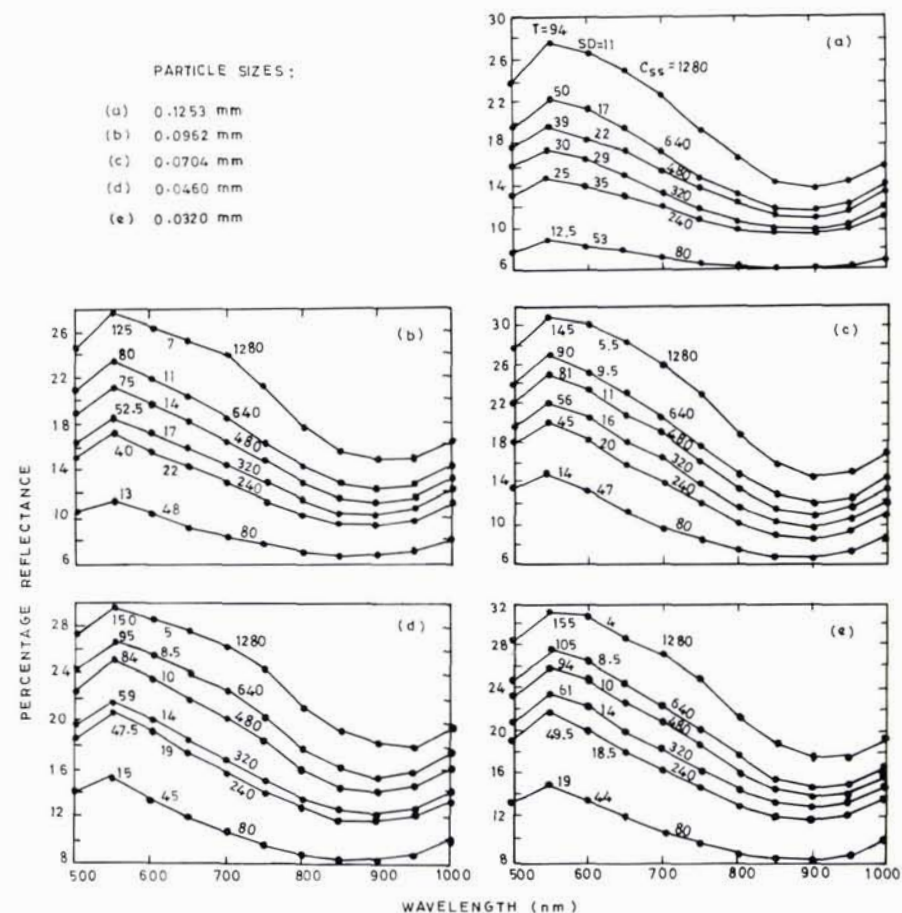 PARTICLE SIZES:
(a) 0.1253 mm
(b) 0.0962 mm
(c) 0.0704 mm
(d) 0.0460 mm
(e) 0.0320 mm
PERCENTAGE REFLECTANCE
(a)
30
26
22
18
14
10
6
T=94 SD=11 Css=1280
50 17 640
39 22 480
30 29 320
25 35 240
12.5 53 80
(b)
26
22
18
14
10
6
125 7 1280
80 11 640
75 14 480
52.5 17 320
40 22 240
13 48 80
(c)
30
26
22
18
14
10
6
145 5.5 1280
90 9.5 640
81 11 480
56 16 320
45 20 240
14 47 80
(d)
28
24
20
16
12
8
150 5 1280
95 8.5 640
84 10 480
59 14 320
47.5 19 240
15 45 80
500 600 700 800 900 1000
(e)
32
28
24
20
16
12
8
155 4 1280
105 8.5 640
94 10 480
61 14 320
49.5 18.5 240
19 44 80
500 600 700 800 900 1000
WAVELENGTH (nm)